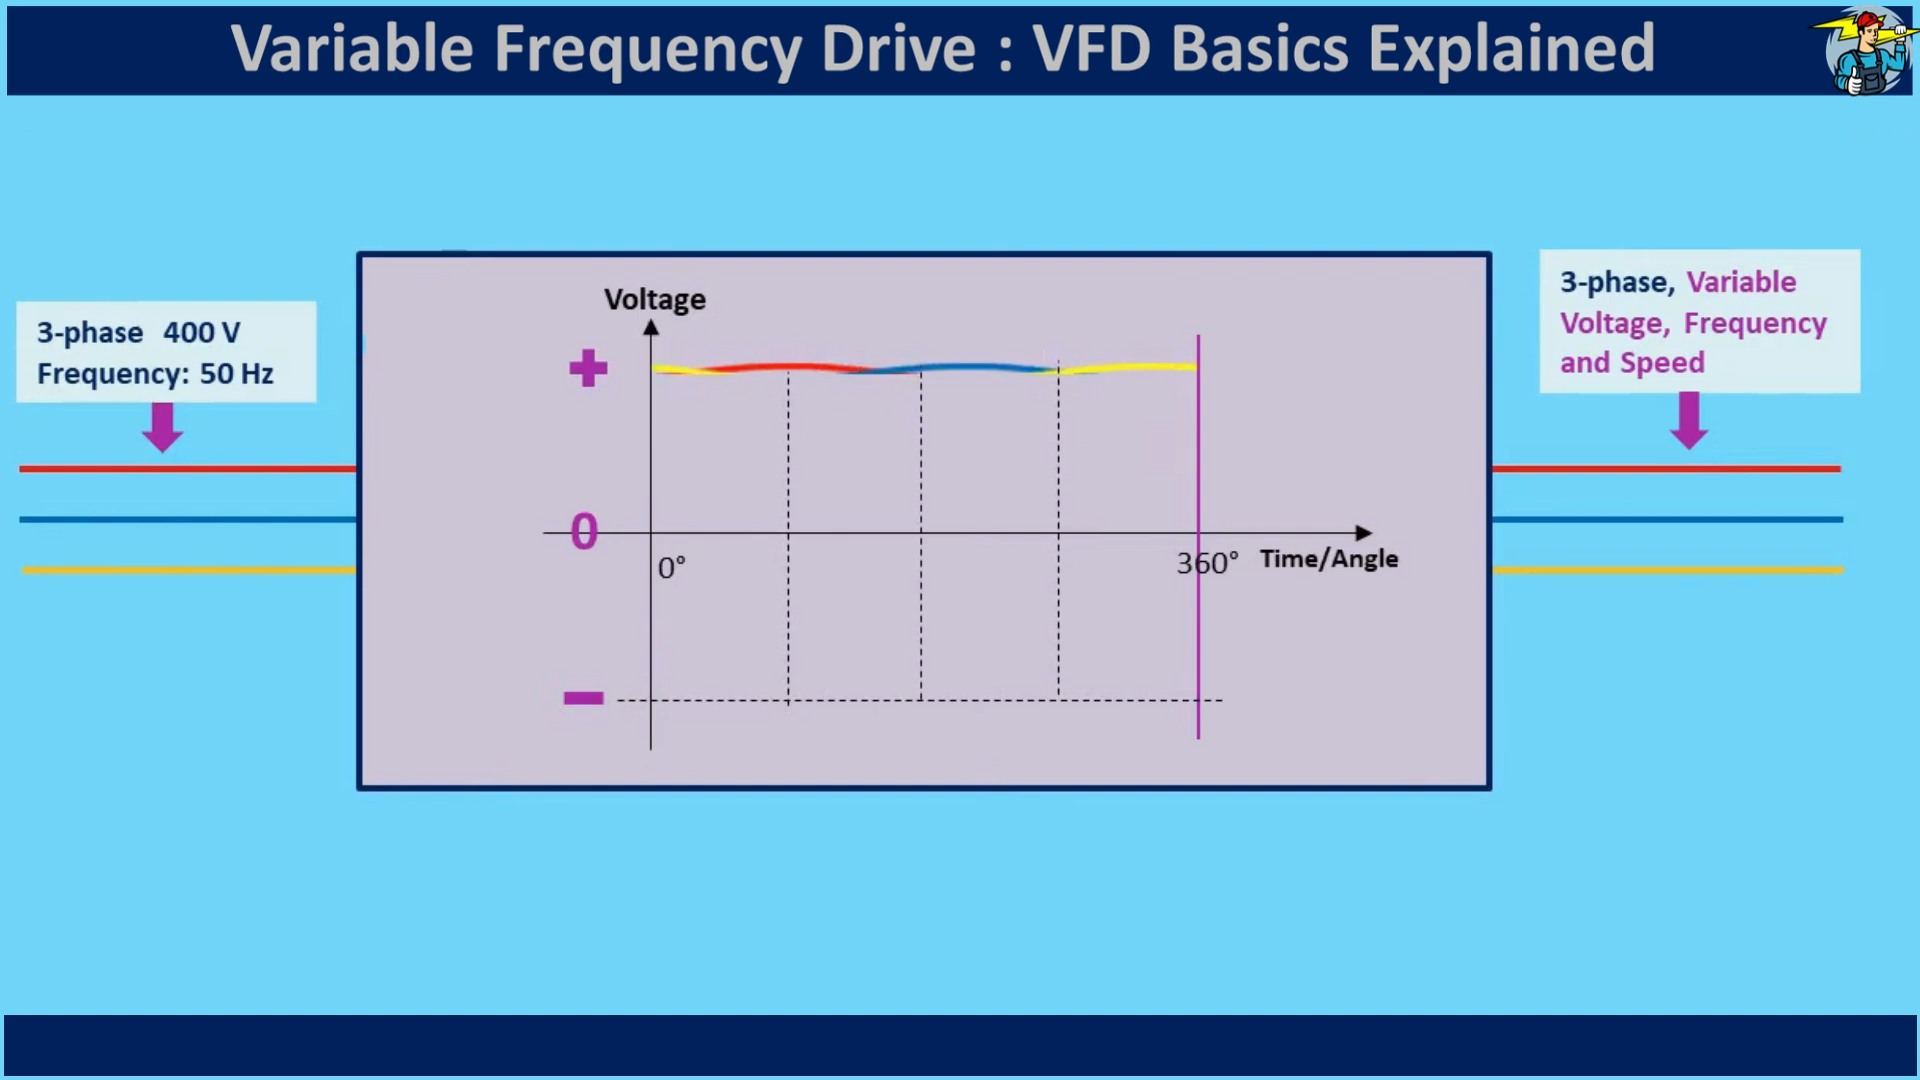 Variable Frequency Drive : VFD Basics Explained
3-phase 400 V
Frequency: 50 Hz
Voltage
+
0
0°
360°
Time/Angle
−
3-phase, Variable
Voltage, Frequency
and Speed